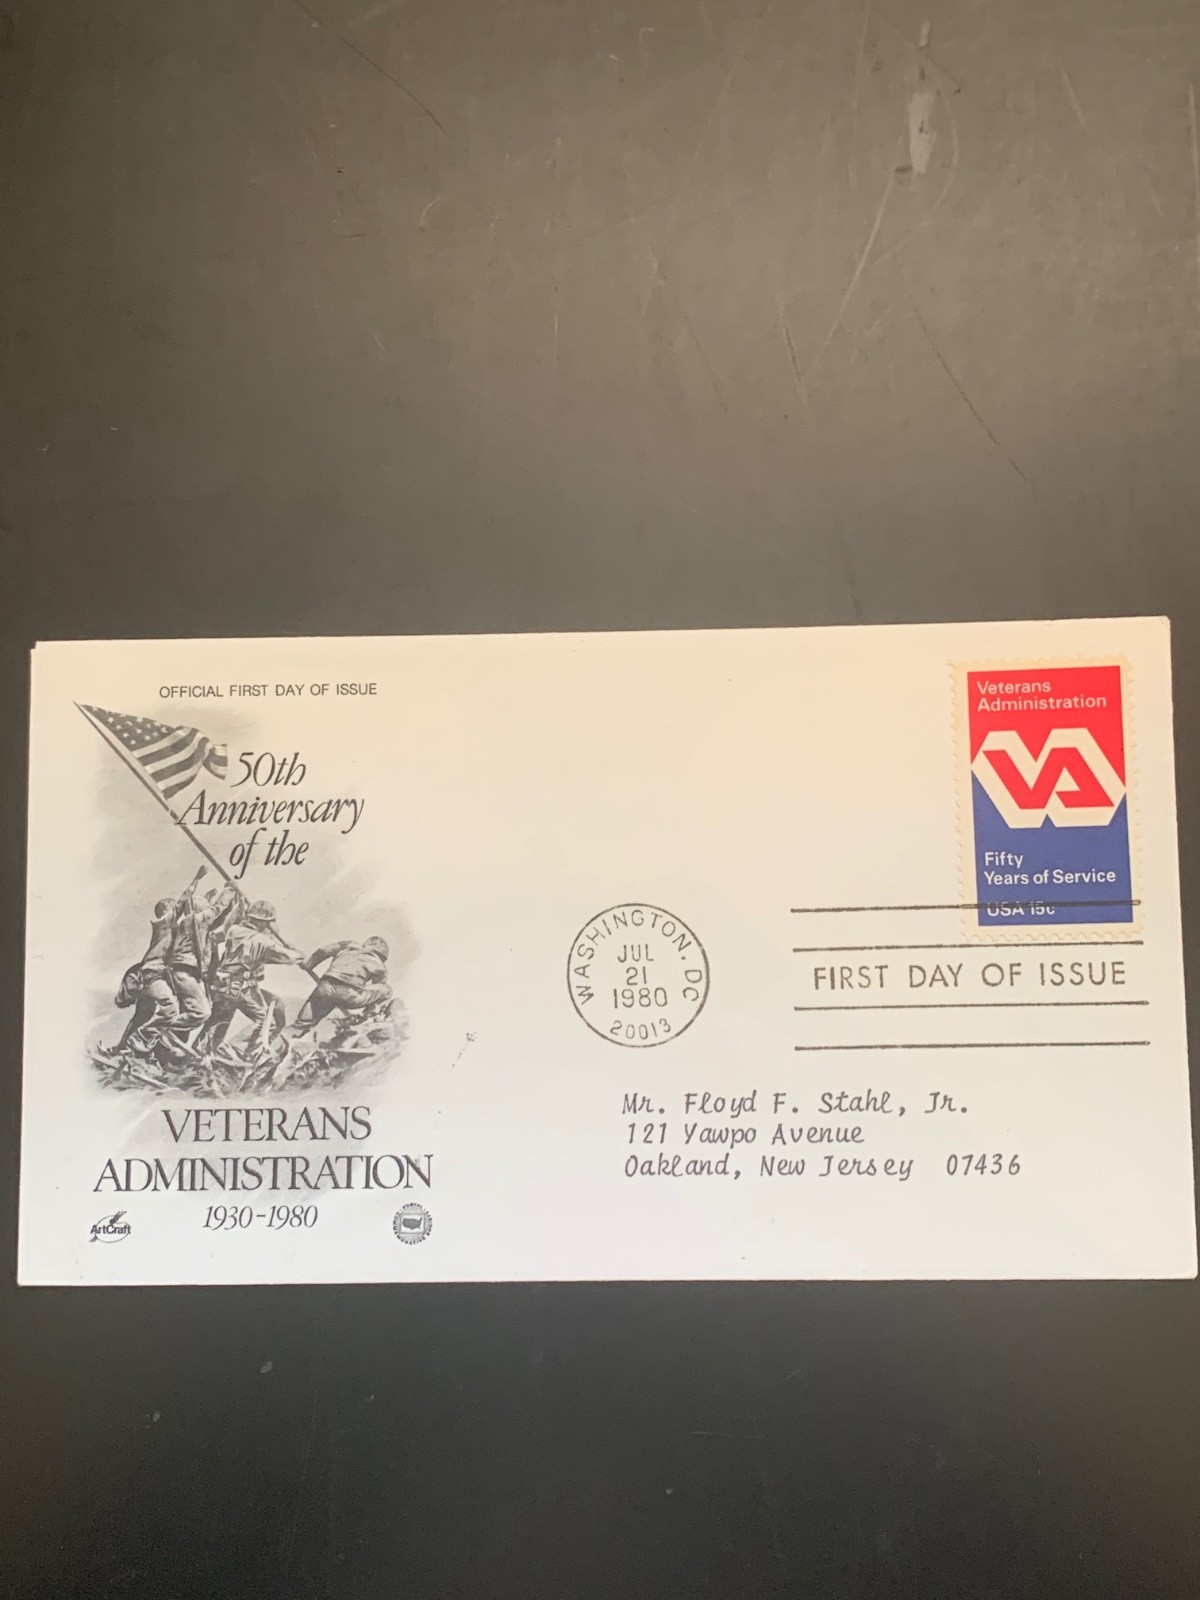 OFFICIAL FIRST DAY OF ISSUE
50th
Anniversary
of the
VETERANS
ADMINISTRATION
1930-1980
ArtCraft
Veterans
Administration
VA
Fifty
Years of Service
USA 15c
WASHINGTON, DC
JUL
21
1980
20013
FIRST DAY OF ISSUE
Mr. Floyd F. Stahl, Jr.
121 Yawpo Avenue
Oakland, New Jersey 07436